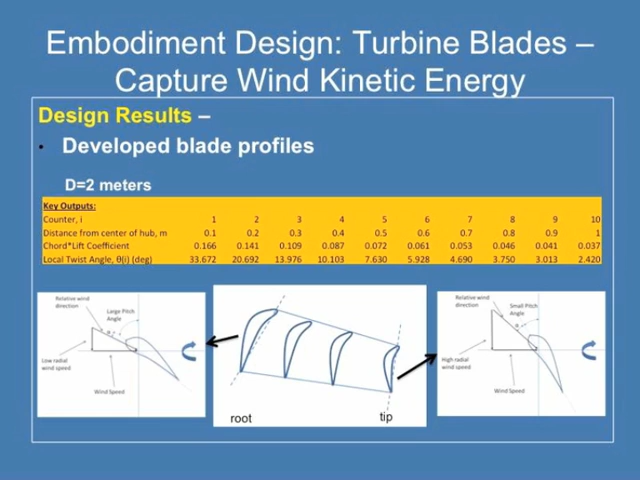 Embodiment Design: Turbine Blades –
Capture Wind Kinetic Energy
Design Results –
• Developed blade profiles
D=2 meters
Key Outputs:
Counter, i 1 2 3 4 5 6 7 8 9 10
Distance from center of hub, m 0.1 0.2 0.3 0.4 0.5 0.6 0.7 0.8 0.9 1
Chord*Lift Coefficient 0.166 0.141 0.109 0.087 0.072 0.061 0.053 0.046 0.041 0.037
Local Twist Angle, θ(i) (deg) 33.672 20.692 13.976 10.103 7.630 5.928 4.690 3.750 3.013 2.420
Relative wind
direction
Large Pitch
Angle
Low radial
wind speed
Wind Speed
root
tip
Relative wind
direction
Small Pitch
Angle
High radial
wind speed
Wind Speed